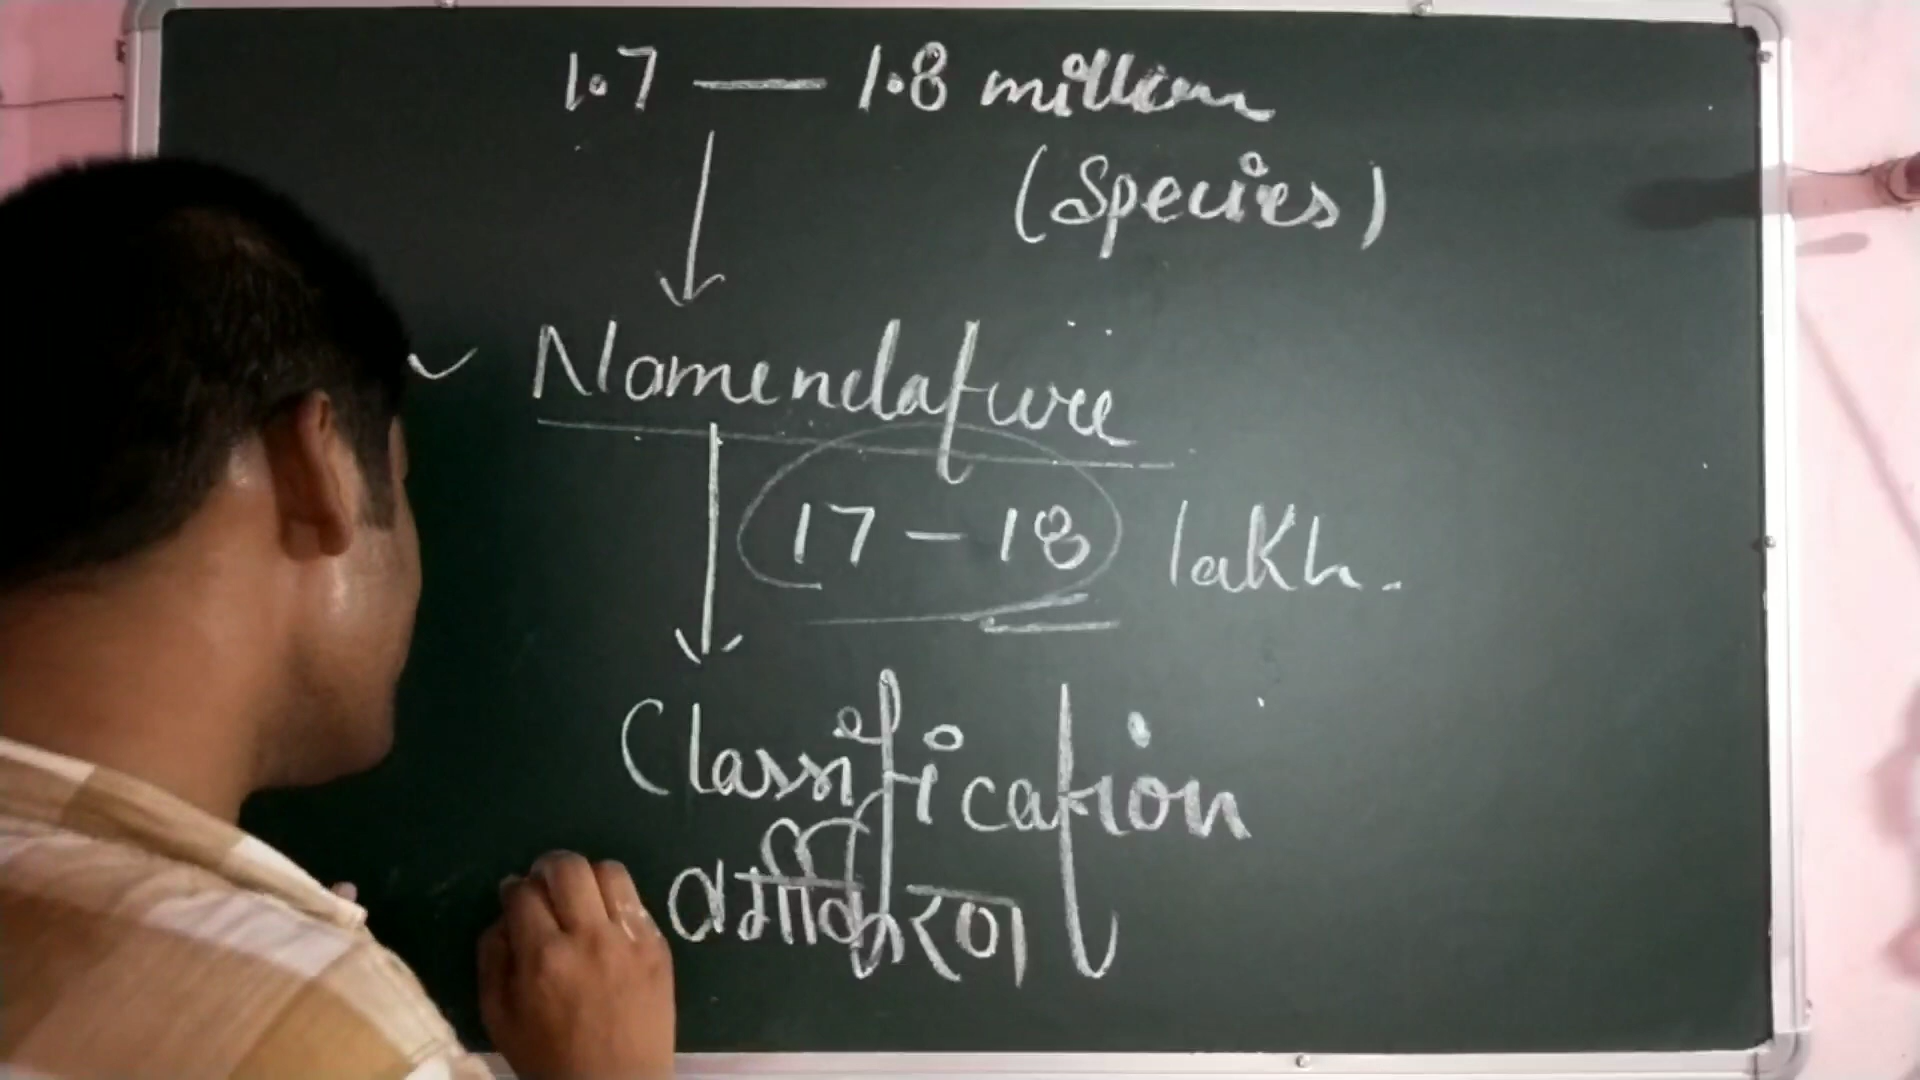 1.7 — 1.8 million
(Species)
Nomenclature
17 - 18 lakh.
Classification
वर्गीकरण